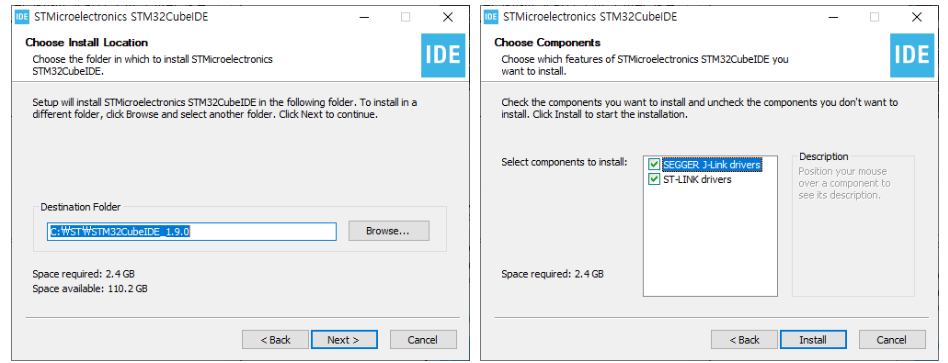 IDE STMicroelectronics STM32CubeIDE
Choose Install Location
Choose the folder in which to install STMicroelectronics
STM32CubeIDE.
IDE
Setup will install STMicroelectronics STM32CubeIDE in the following folder. To install in a
different folder, click Browse and select another folder. Click Next to continue.
Destination Folder
C:₩ST₩STM32CubeIDE_1.9.0
Browse...
Space required: 2.4 GB
Space available: 110.2 GB
< Back
Next >
Cancel
IDE STMicroelectronics STM32CubeIDE
Choose Components
Choose which features of STMicroelectronics STM32CubeIDE you
want to install.
IDE
Check the components you want to install and uncheck the components you don't want to
install. Click Install to start the installation.
Select components to install:
SEGGER J-Link drivers
ST-LINK drivers
Description
Position your mouse
over a component to
see its description.
Space required: 2.4 GB
< Back
Install
Cancel